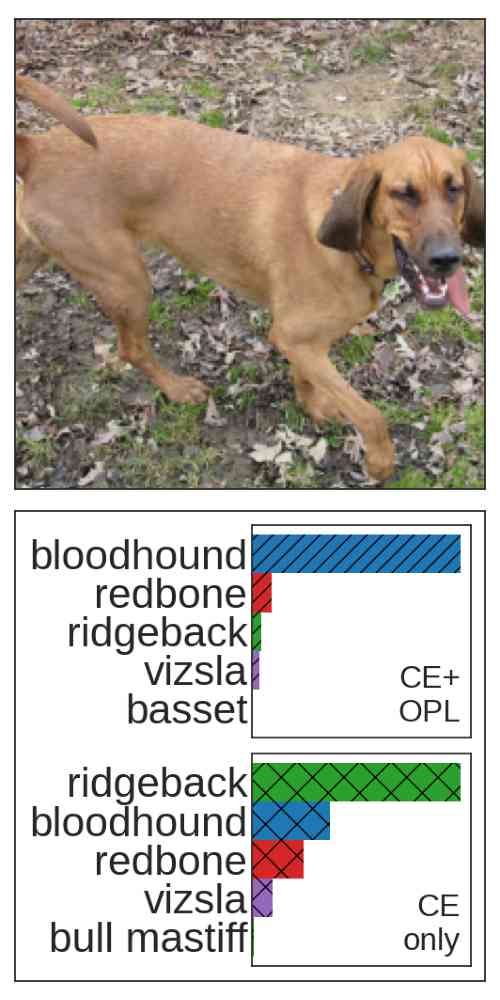 bloodhound
redbone
ridgeback
vizsla
basset
CE+
OPL
ridgeback
bloodhound
redbone
vizsla
bull mastiff
CE
only